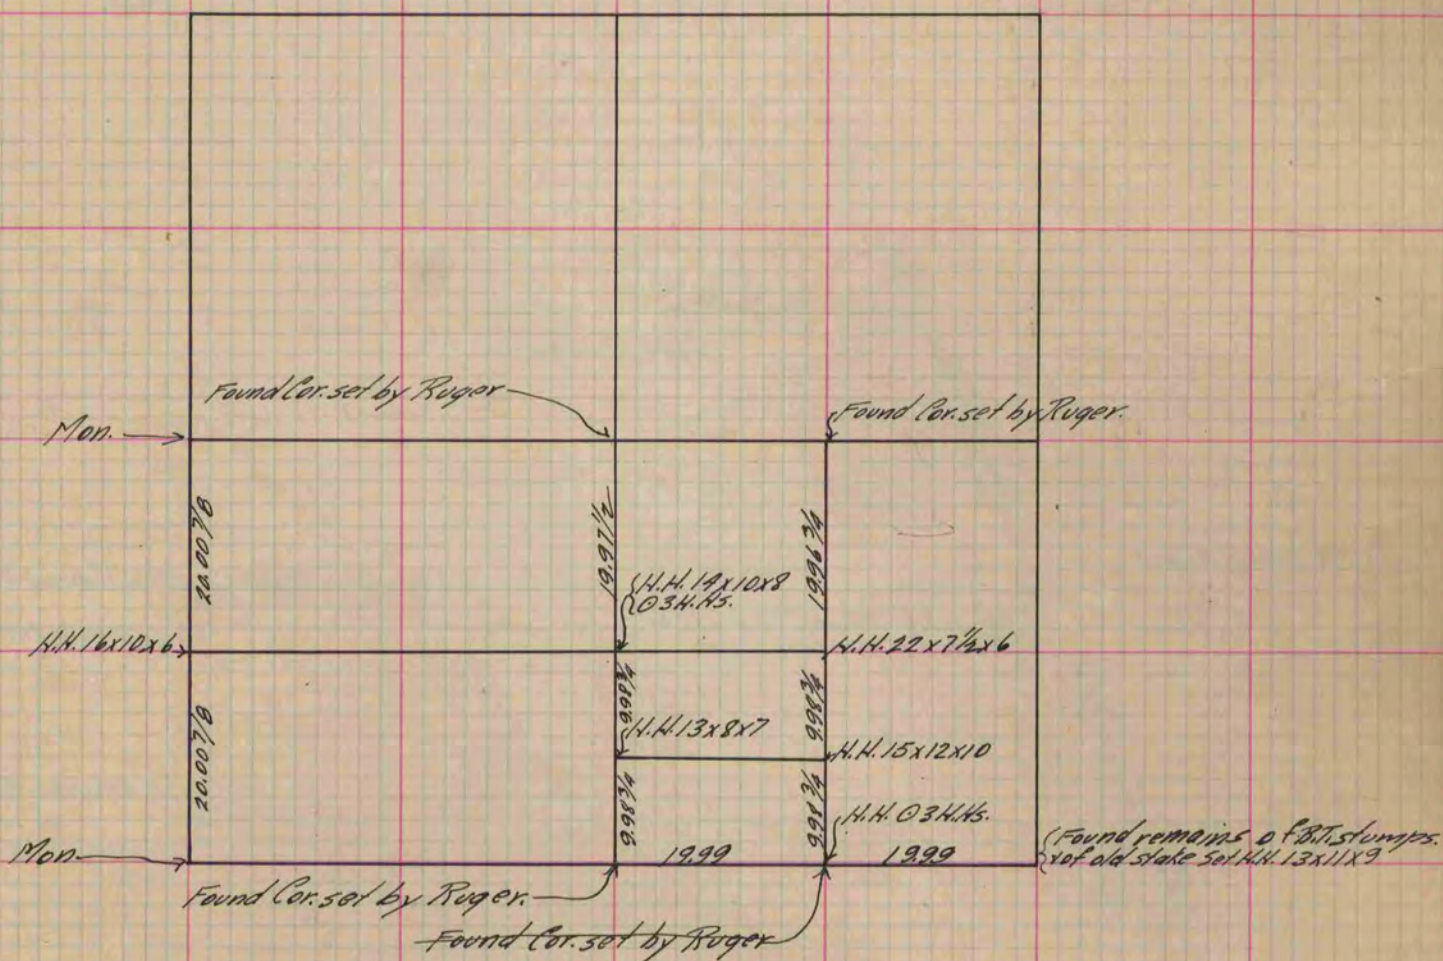 Found Cor. set by Ruger
Found Cor. set by Ruger.
Mon.
20.00 7/8
19.97 1/2
19.96 3/4
H.H. 14x10x8
⊙ 3 H.Hs.
H.H. 16x10x6
H.H. 22x7 1/2x6
9.98 3/4
9.98 3/4
H.H. 13x8x7
H.H. 15x12x10
20.00 7/8
9.98 3/4
9.98 3/4
H.H. ⊙ 3 H.Hs.
Mon.
19.99
19.99
Found remains of B.T. stumps.
& of old stake Set H.H. 13x11x9
Found Cor. set by Ruger.
Found Cor. set by Ruger